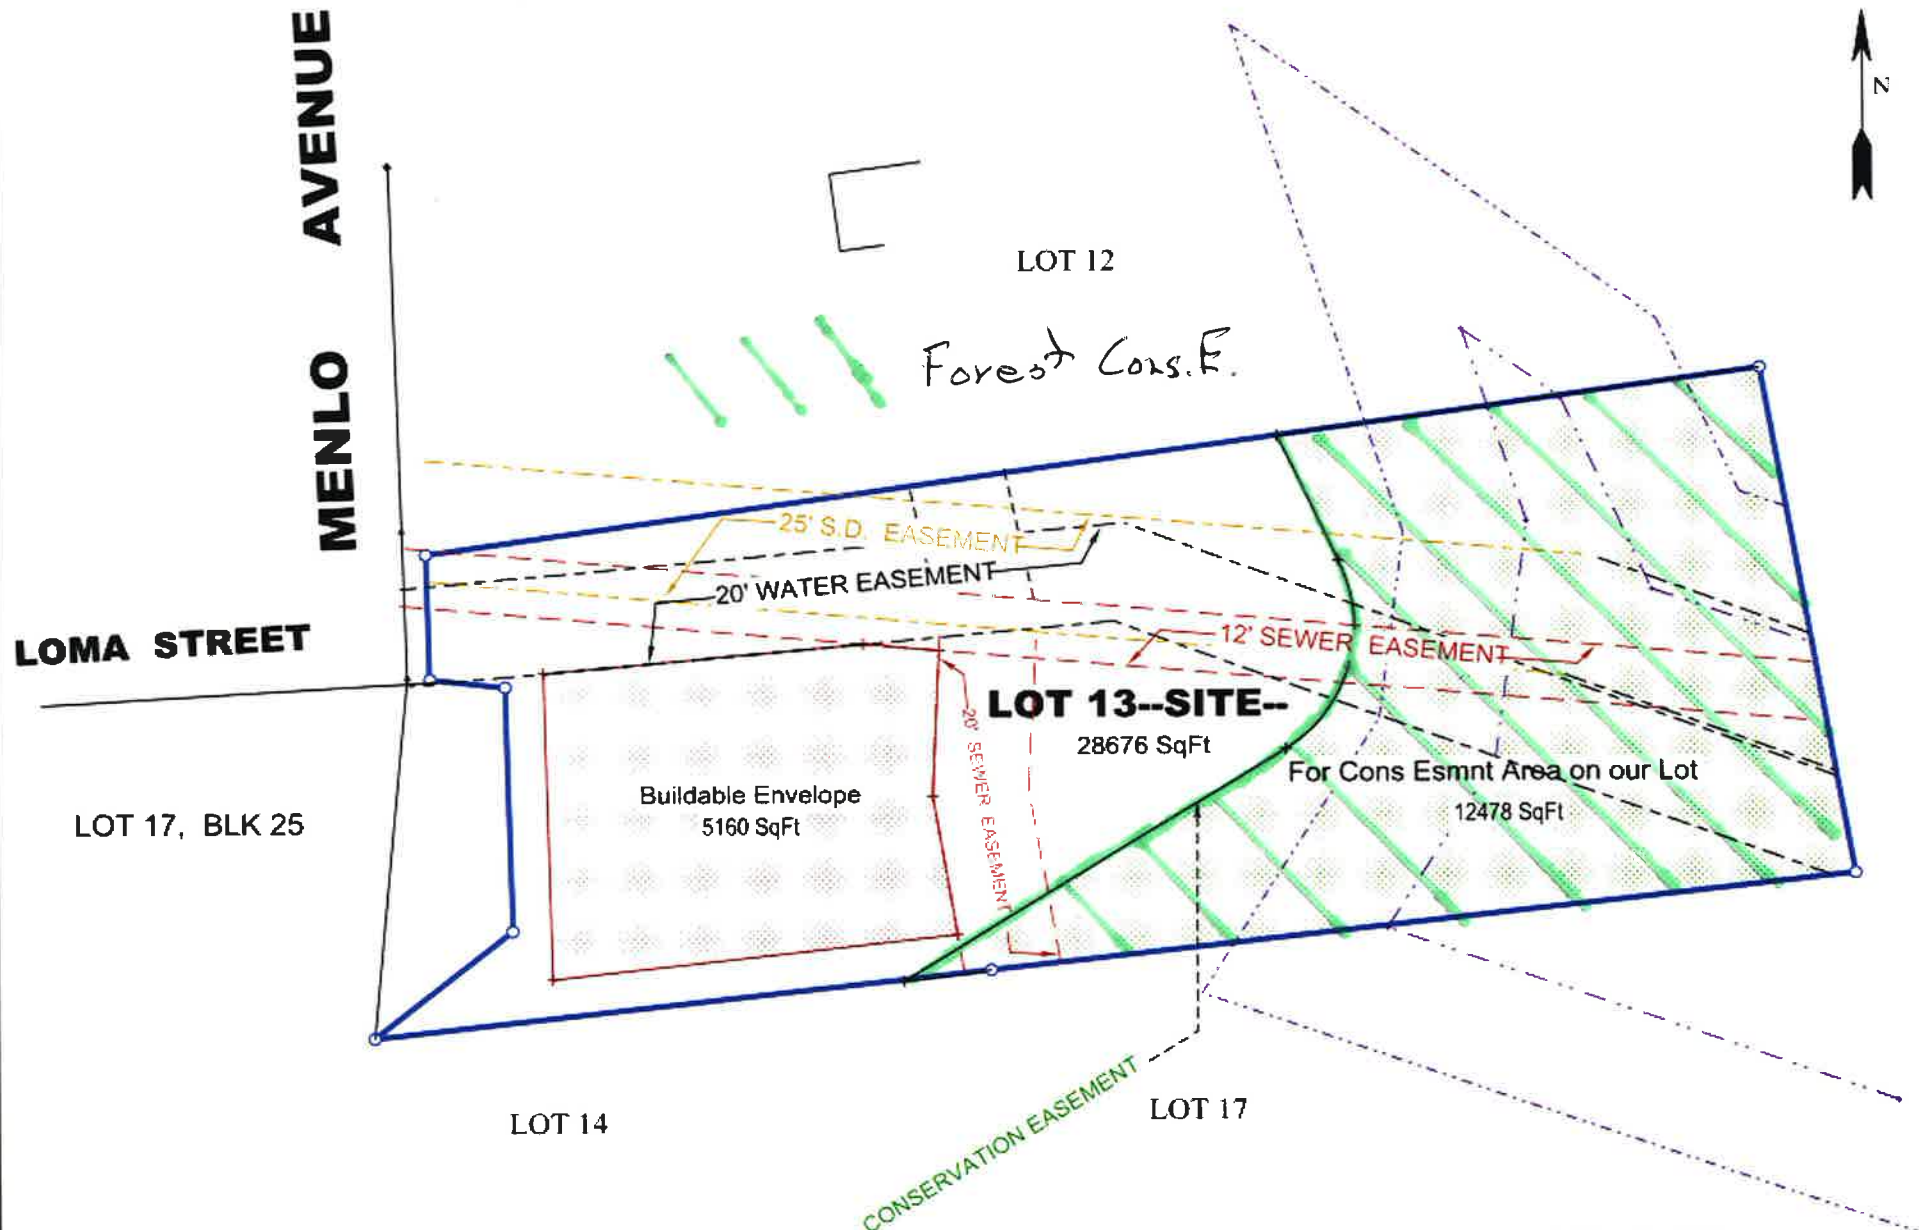 MENLO AVENUE
N
LOT 12
Forest Cons. E.
25' S.D. EASEMENT
20' WATER EASEMENT
LOMA STREET
12' SEWER EASEMENT
LOT 13--SITE--
28676 SqFt
20' SEWER EASEMENT
For Cons Esmnt Area on our Lot
12478 SqFt
Buildable Envelope
5160 SqFt
LOT 17, BLK 25
CONSERVATION EASEMENT
LOT 14
LOT 17